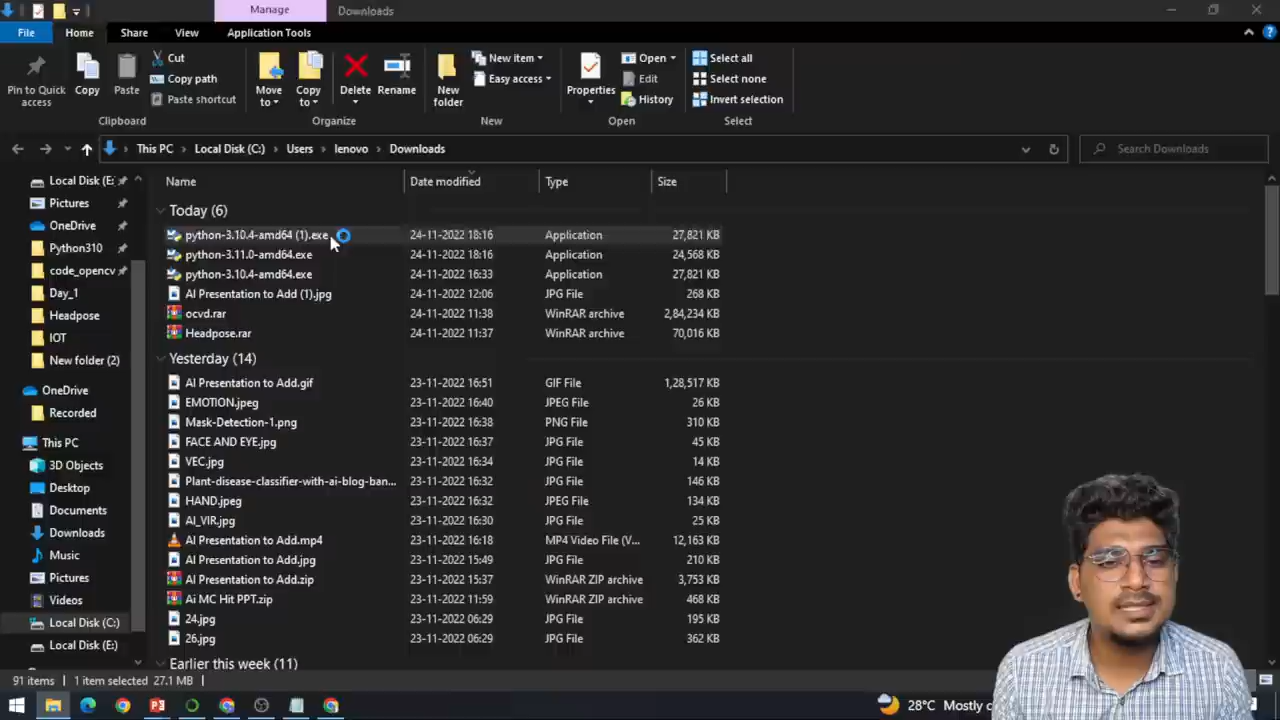 Manage Downloads
File Home Share View Application Tools
Pin to Quick access
Copy
Paste
Cut
Copy path
Paste shortcut
Move to
Copy to
Delete
Rename
New folder
New item
Easy access
Properties
Open
Edit
History
Select all
Select none
Invert selection
Clipboard Organize New Open Select
This PC > Local Disk (C:) > Users > lenovo > Downloads
Search Downloads
Local Disk (E:
Pictures
OneDrive
Python310
code_opencv
Day_1
Headpose
IOT
New folder (2)
OneDrive
Recorded
This PC
3D Objects
Desktop
Documents
Downloads
Music
Pictures
Videos
Local Disk (C:)
Local Disk (E:)
Name Date modified Type Size
Today (6)
python-3.10.4-amd64 (1).exe 24-11-2022 18:16 Application 27,821 KB
python-3.11.0-amd64.exe 24-11-2022 18:16 Application 24,568 KB
python-3.10.4-amd64.exe 24-11-2022 16:33 Application 27,821 KB
AI Presentation to Add (1).jpg 24-11-2022 12:06 JPG File 268 KB
ocvd.rar 24-11-2022 11:38 WinRAR archive 2,84,234 KB
Headpose.rar 24-11-2022 11:37 WinRAR archive 70,016 KB
Yesterday (14)
AI Presentation to Add.gif 23-11-2022 16:51 GIF File 1,28,517 KB
EMOTION.jpeg 23-11-2022 16:40 JPEG File 26 KB
Mask-Detection-1.png 23-11-2022 16:38 PNG File 310 KB
FACE AND EYE.jpg 23-11-2022 16:37 JPG File 45 KB
VEC.jpg 23-11-2022 16:34 JPG File 14 KB
Plant-disease-classifier-with-ai-blog-ban... 23-11-2022 16:32 JPG File 146 KB
HAND.jpeg 23-11-2022 16:32 JPEG File 134 KB
AI_VIR.jpg 23-11-2022 16:30 JPG File 25 KB
AI Presentation to Add.mp4 23-11-2022 16:18 MP4 Video File (V... 12,163 KB
AI Presentation to Add.jpg 23-11-2022 15:49 JPG File 210 KB
AI Presentation to Add.zip 23-11-2022 15:37 WinRAR ZIP archive 3,753 KB
Ai MC Hit PPT.zip 23-11-2022 11:59 WinRAR ZIP archive 468 KB
24.jpg 23-11-2022 06:29 JPG File 195 KB
26.jpg 23-11-2022 06:29 JPG File 362 KB
Earlier this week (11)
91 items 1 item selected 27.1 MB
28°C Mostly c